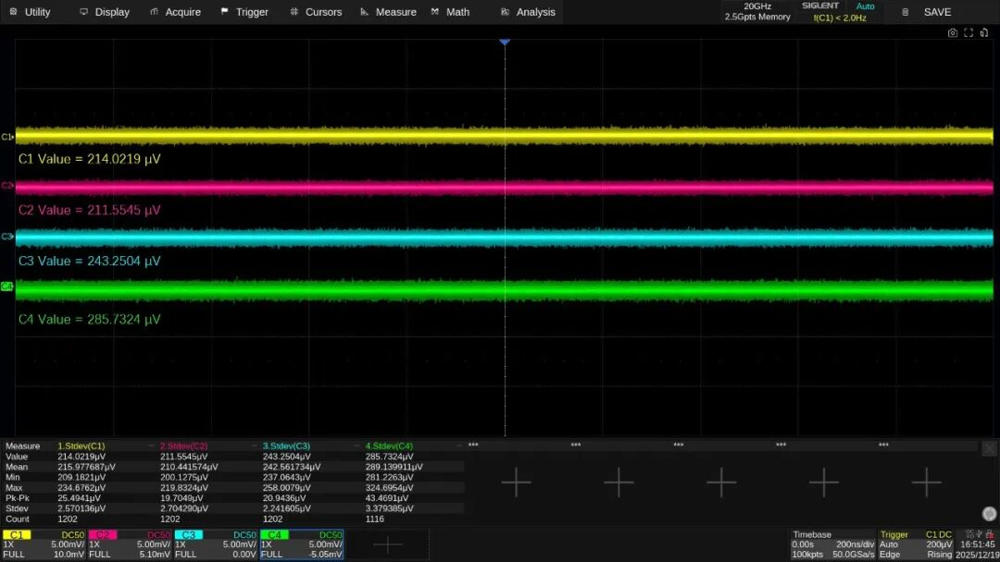 Utility Display Acquire Trigger Cursors Measure Math Analysis 20GHz 2.5Gpts Memory SIGLENT Auto f(C1) < 2.0Hz SAVE
C1
C1 Value = 214.0219 µV
C2
C2 Value = 211.5545 µV
C3
C3 Value = 243.2504 µV
C4
C4 Value = 285.7324 µV
Measure 1.Stdev(C1) 2.Stdev(C2) 3.Stdev(C3) 4.Stdev(C4) *** *** *** *** ***
Value 214.0219µV 211.5545µV 243.2504µV 285.7324µV
Mean 215.977687µV 210.441574µV 242.561734µV 289.139911µV
Min 209.1821µV 200.1275µV 237.0643µV 281.2263µV
Max 234.6762µV 219.8324µV 258.0079µV 324.6954µV
Pk-Pk 25.4941µV 19.7049µV 20.9436µV 43.4691µV
Stdev 2.570136µV 2.704290µV 2.241605µV 3.379385µV
Count 1202 1202 1202 1116
C1 DC50 C2 DC50 C3 DC50 C4 DC50 Timebase Trigger C1 DC
1X 5.00mV/ 1X 5.00mV/ 1X 5.00mV/ 1X 5.00mV/ 0.00s 200ns/div Auto 200µV 16:51:45
FULL 10.0mV FULL 5.10mV FULL 0.00V FULL -5.05mV 100kpts 50.0GSa/s Edge Rising 2025/12/19